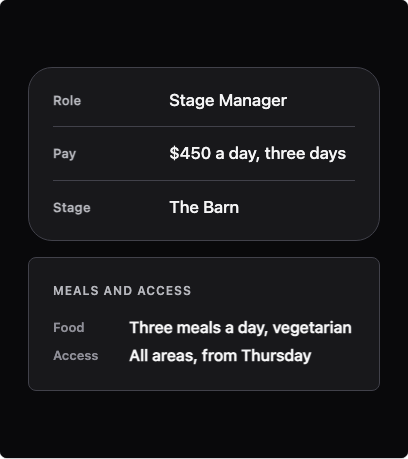 Role Stage Manager
Pay $450 a day, three days
Stage The Barn
MEALS AND ACCESS
Food Three meals a day, vegetarian
Access All areas, from Thursday